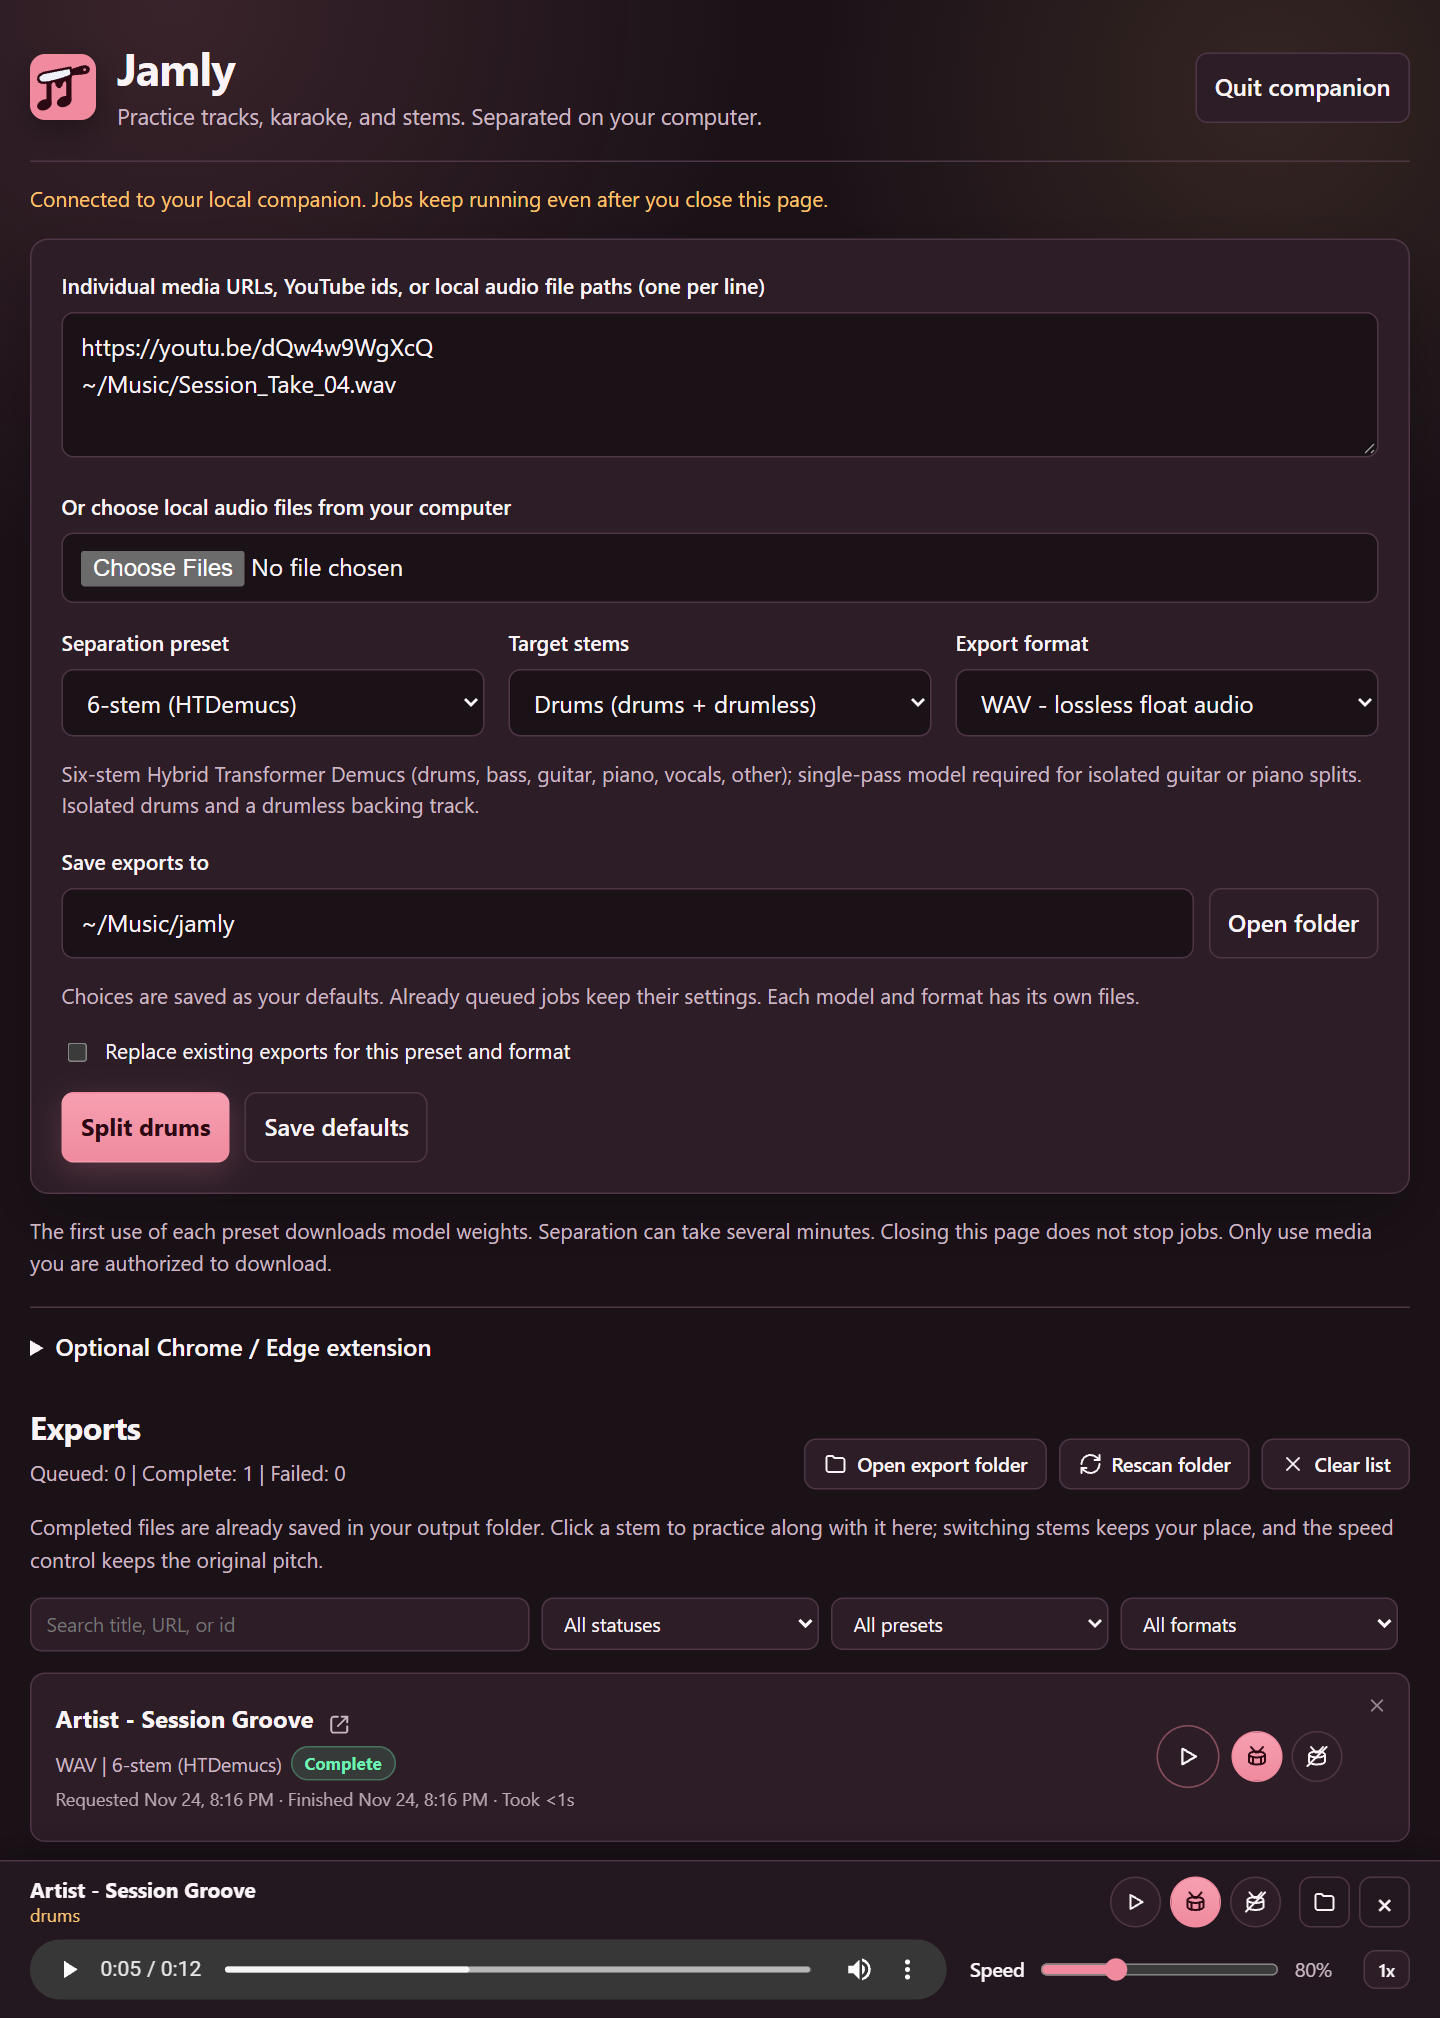 Jamly
Practice tracks, karaoke, and stems. Separated on your computer.
Quit companion
Connected to your local companion. Jobs keep running even after you close this page.
Individual media URLs, YouTube ids, or local audio file paths (one per line)
https://youtu.be/dQw4w9WgXcQ
~/Music/Session_Take_04.wav
Or choose local audio files from your computer
Choose Files No file chosen
Separation preset
Target stems
Export format
6-stem (HTDemucs)
Drums (drums + drumless)
WAV - lossless float audio
Six-stem Hybrid Transformer Demucs (drums, bass, guitar, piano, vocals, other); single-pass model required for isolated guitar or piano splits.
Isolated drums and a drumless backing track.
Save exports to
~/Music/jamly
Open folder
Choices are saved as your defaults. Already queued jobs keep their settings. Each model and format has its own files.
Replace existing exports for this preset and format
Split drums
Save defaults
The first use of each preset downloads model weights. Separation can take several minutes. Closing this page does not stop jobs. Only use media
you are authorized to download.
Optional Chrome / Edge extension
Exports
Queued: 0 | Complete: 1 | Failed: 0
Open export folder
Rescan folder
Clear list
Completed files are already saved in your output folder. Click a stem to practice along with it here; switching stems keeps your place, and the speed
control keeps the original pitch.
Search title, URL, or id
All statuses
All presets
All formats
Artist - Session Groove
WAV | 6-stem (HTDemucs) Complete
Requested Nov 24, 8:16 PM · Finished Nov 24, 8:16 PM · Took <1s
Artist - Session Groove
drums
0:05 / 0:12
Speed
80%
1x